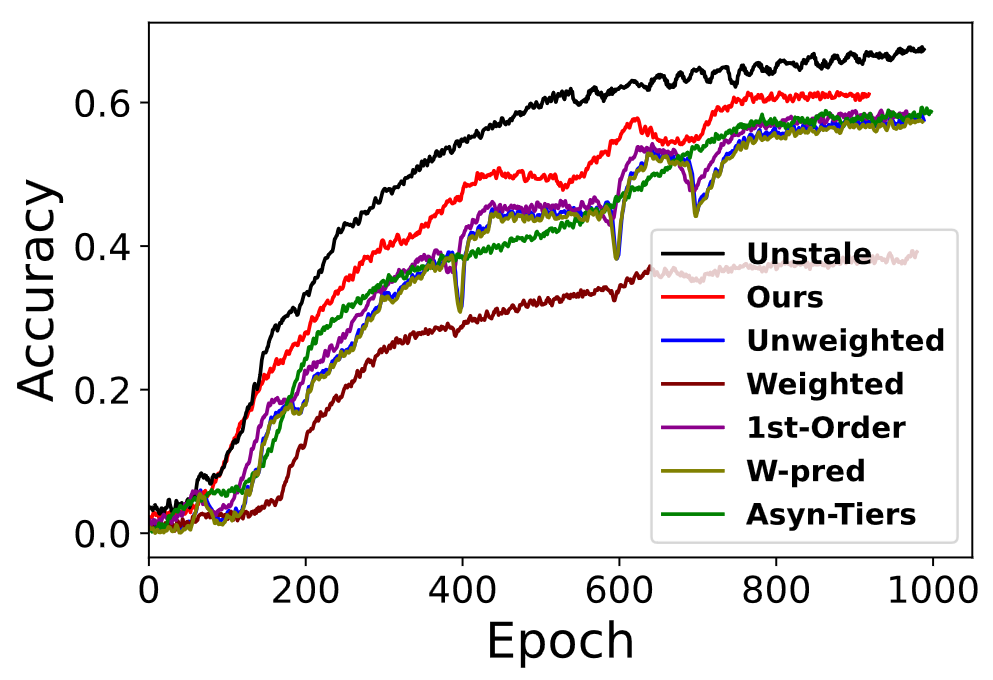 Accuracy
0.6
0.4
0.2
0.0
Unstale
Ours
Unweighted
Weighted
1st-Order
W-pred
Asyn-Tiers
0 200 400 600 800 1000
Epoch